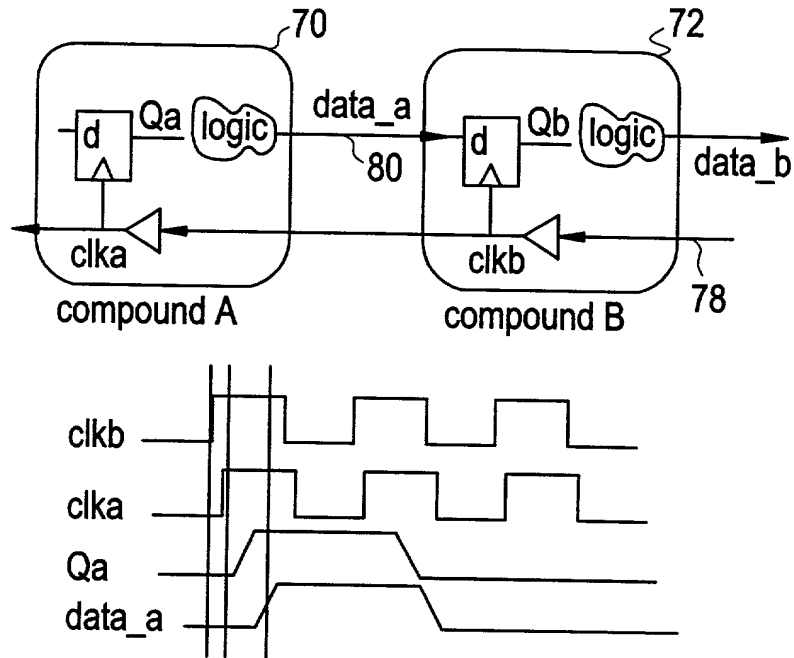 70
72
d
Qa
logic
data_a
80
d
Qb
logic
data_b
clka
clkb
78
compound A
compound B
clkb
clka
Qa
data_a